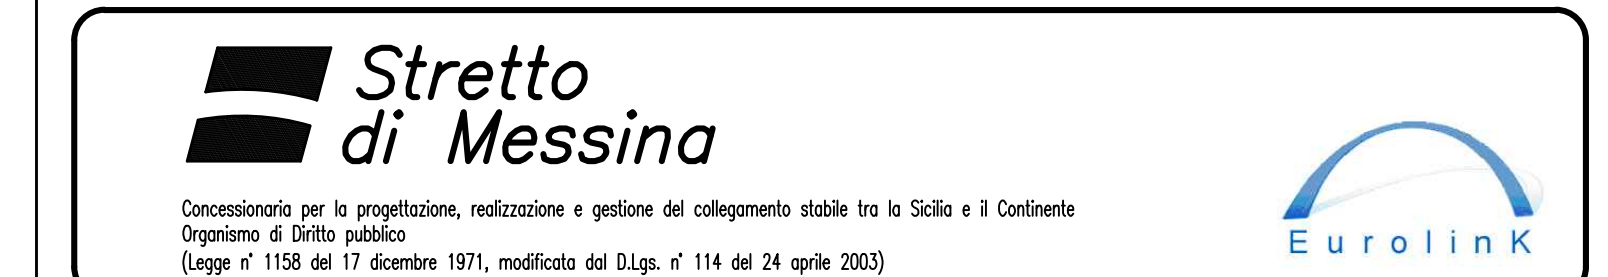 Stretto
di Messina
Concessionaria per la progettazione, realizzazione e gestione del collegamento stabile tra la Sicilia e il Continente
Organismo di Diritto pubblico
(Legge n° 1158 del 17 dicembre 1971, modificata dal D.Lgs. n° 114 del 24 aprile 2003)
EurolinK